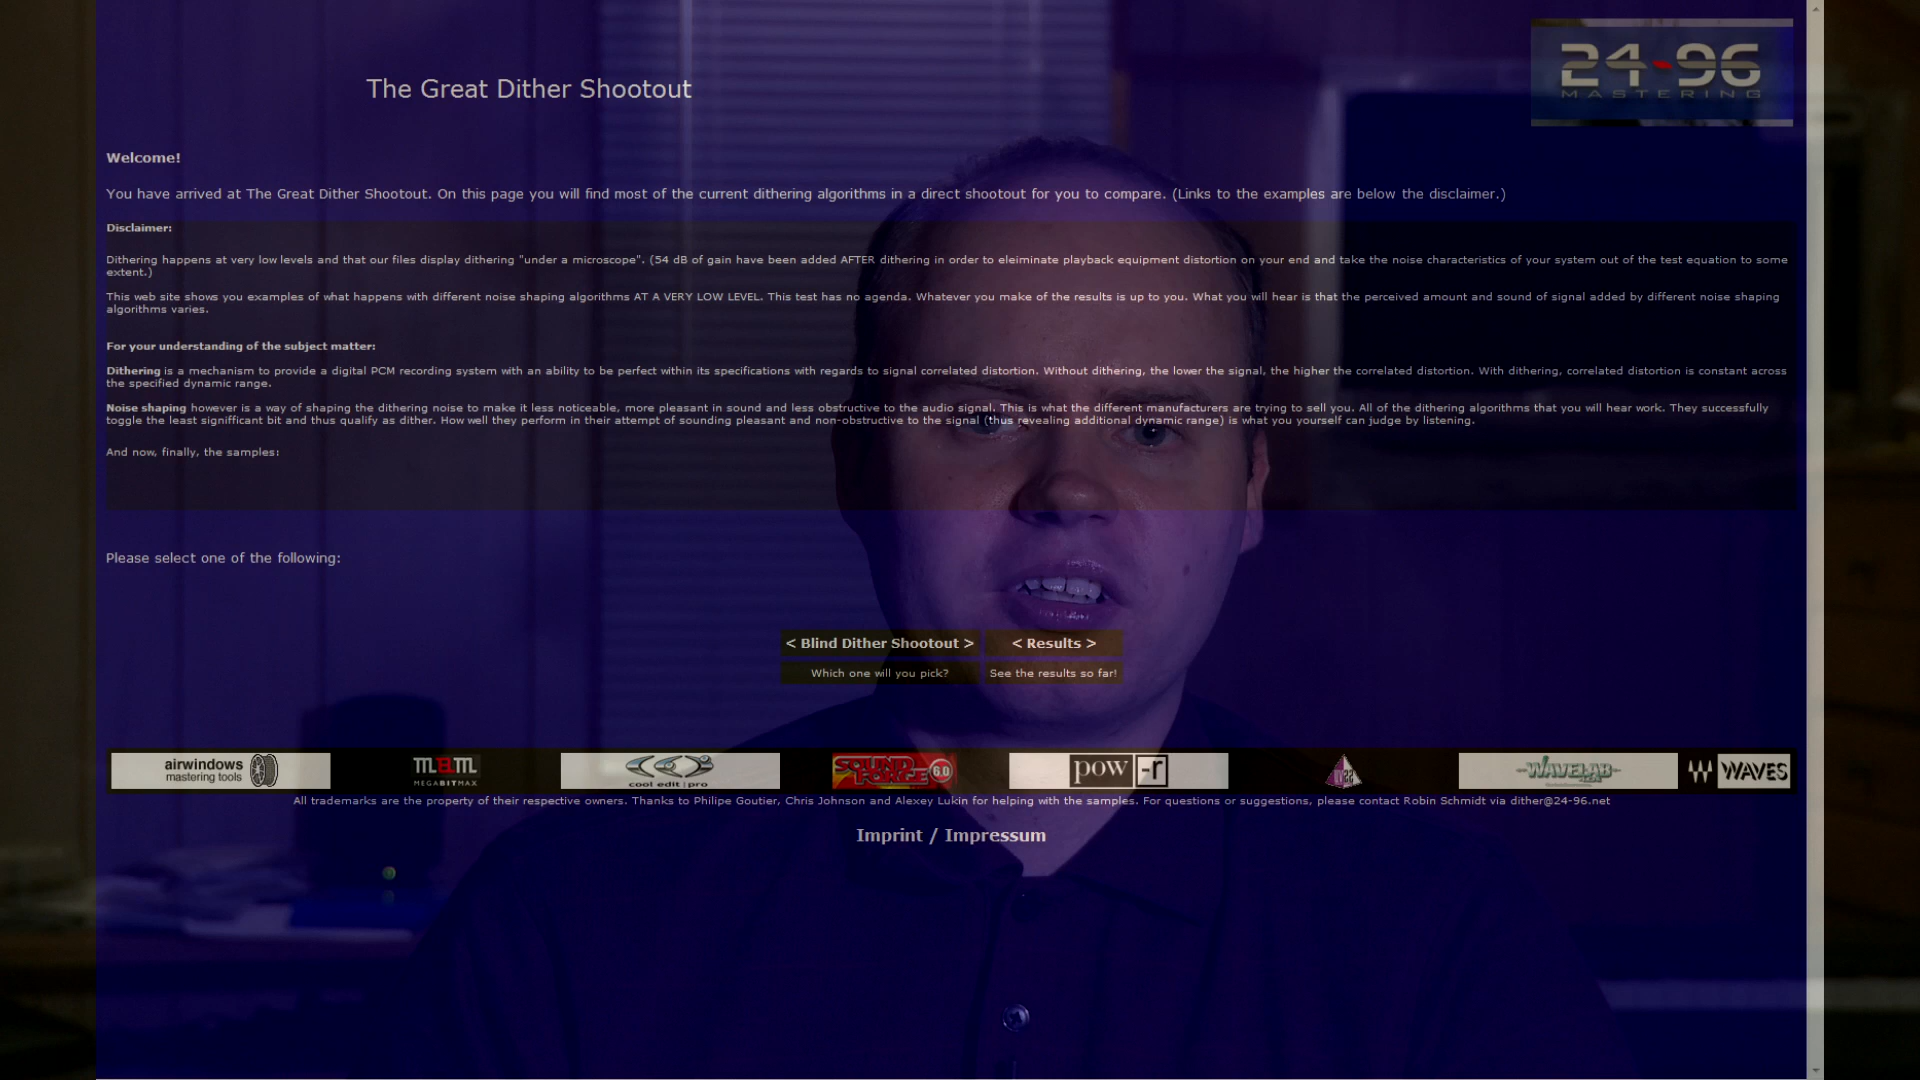 24-96
MASTERING
The Great Dither Shootout
Welcome!
You have arrived at The Great Dither Shootout. On this page you will find most of the current dithering algorithms in a direct shootout for you to compare. (Links to the examples are below the disclaimer.)
Disclaimer:
Dithering happens at very low levels and that our files display dithering "under a microscope". (54 dB of gain have been added AFTER dithering in order to eleiminate playback equipment distortion on your end and take the noise characteristics of your system out of the test equation to some
extent.)
This web site shows you examples of what happens with different noise shaping algorithms AT A VERY LOW LEVEL. This test has no agenda. Whatever you make of the results is up to you. What you will hear is that the perceived amount and sound of signal added by different noise shaping
algorithms varies.
For your understanding of the subject matter:
Dithering is a mechanism to provide a digital PCM recording system with an ability to be perfect within its specifications with regards to signal correlated distortion. Without dithering, the lower the signal, the higher the correlated distortion. With dithering, correlated distortion is constant across
the specified dynamic range.
Noise shaping however is a way of shaping the dithering noise to make it less noticeable, more pleasant in sound and less obstructive to the audio signal. This is what the different manufacturers are trying to sell you. All of the dithering algorithms that you will hear work. They successfully
toggle the least signifficant bit and thus qualify as dither. How well they perform in their attempt of sounding pleasant and non-obstructive to the signal (thus revealing additional dynamic range) is what you yourself can judge by listening.
And now, finally, the samples:
Please select one of the following:
< Blind Dither Shootout > < Results >
Which one will you pick? See the results so far!
airwindows
mastering tools
MBM
MEGABITMAX
cool edit pro
SOUND FORGE 6.0
pow-r
UV22
WAVELAB
WAVES
All trademarks are the property of their respective owners. Thanks to Philipe Goutier, Chris Johnson and Alexey Lukin for helping with the samples. For questions or suggestions, please contact Robin Schmidt via dither@24-96.net
Imprint / Impressum